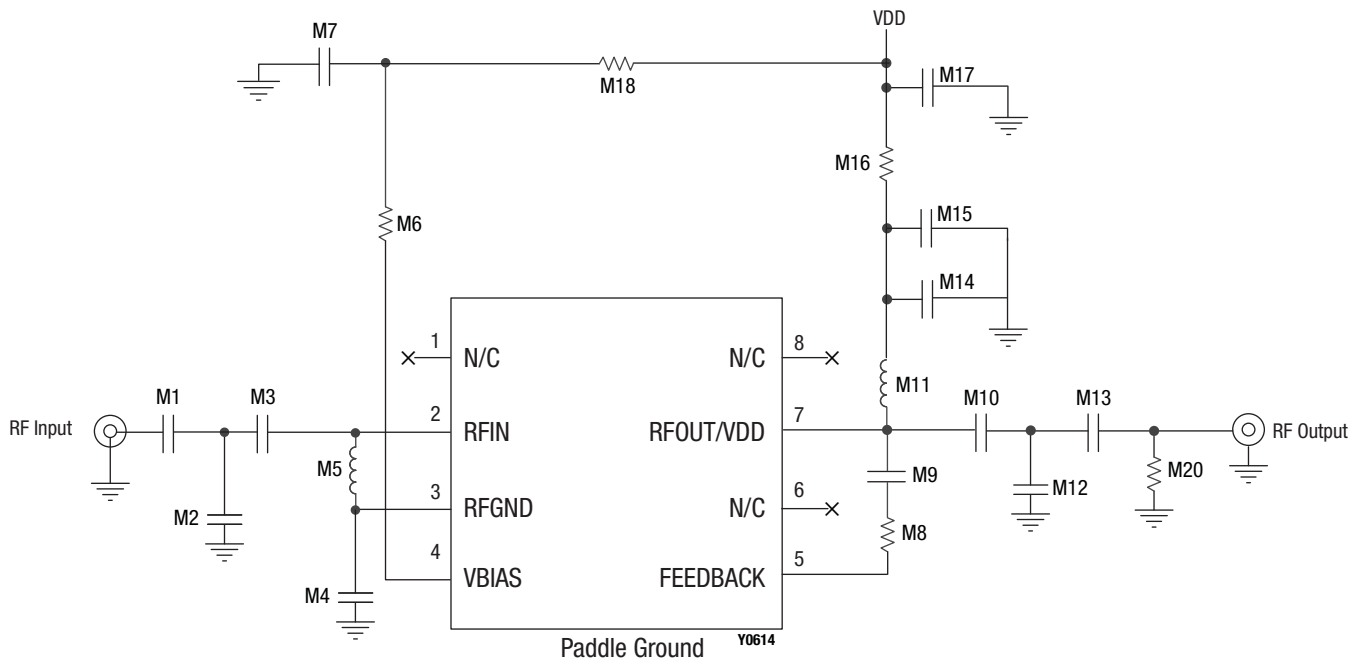 VDD
M7
M17
M18
M16
M6
M15
M14
1
N/C
8
N/C
M11
M1
M3
2
RFIN
7
RFOUT/VDD
M10
M13
RF Input
RF Output
M5
M9
M20
3
RFGND
6
N/C
M12
M2
M8
4
VBIAS
5
FEEDBACK
M4
Paddle Ground
Y0614